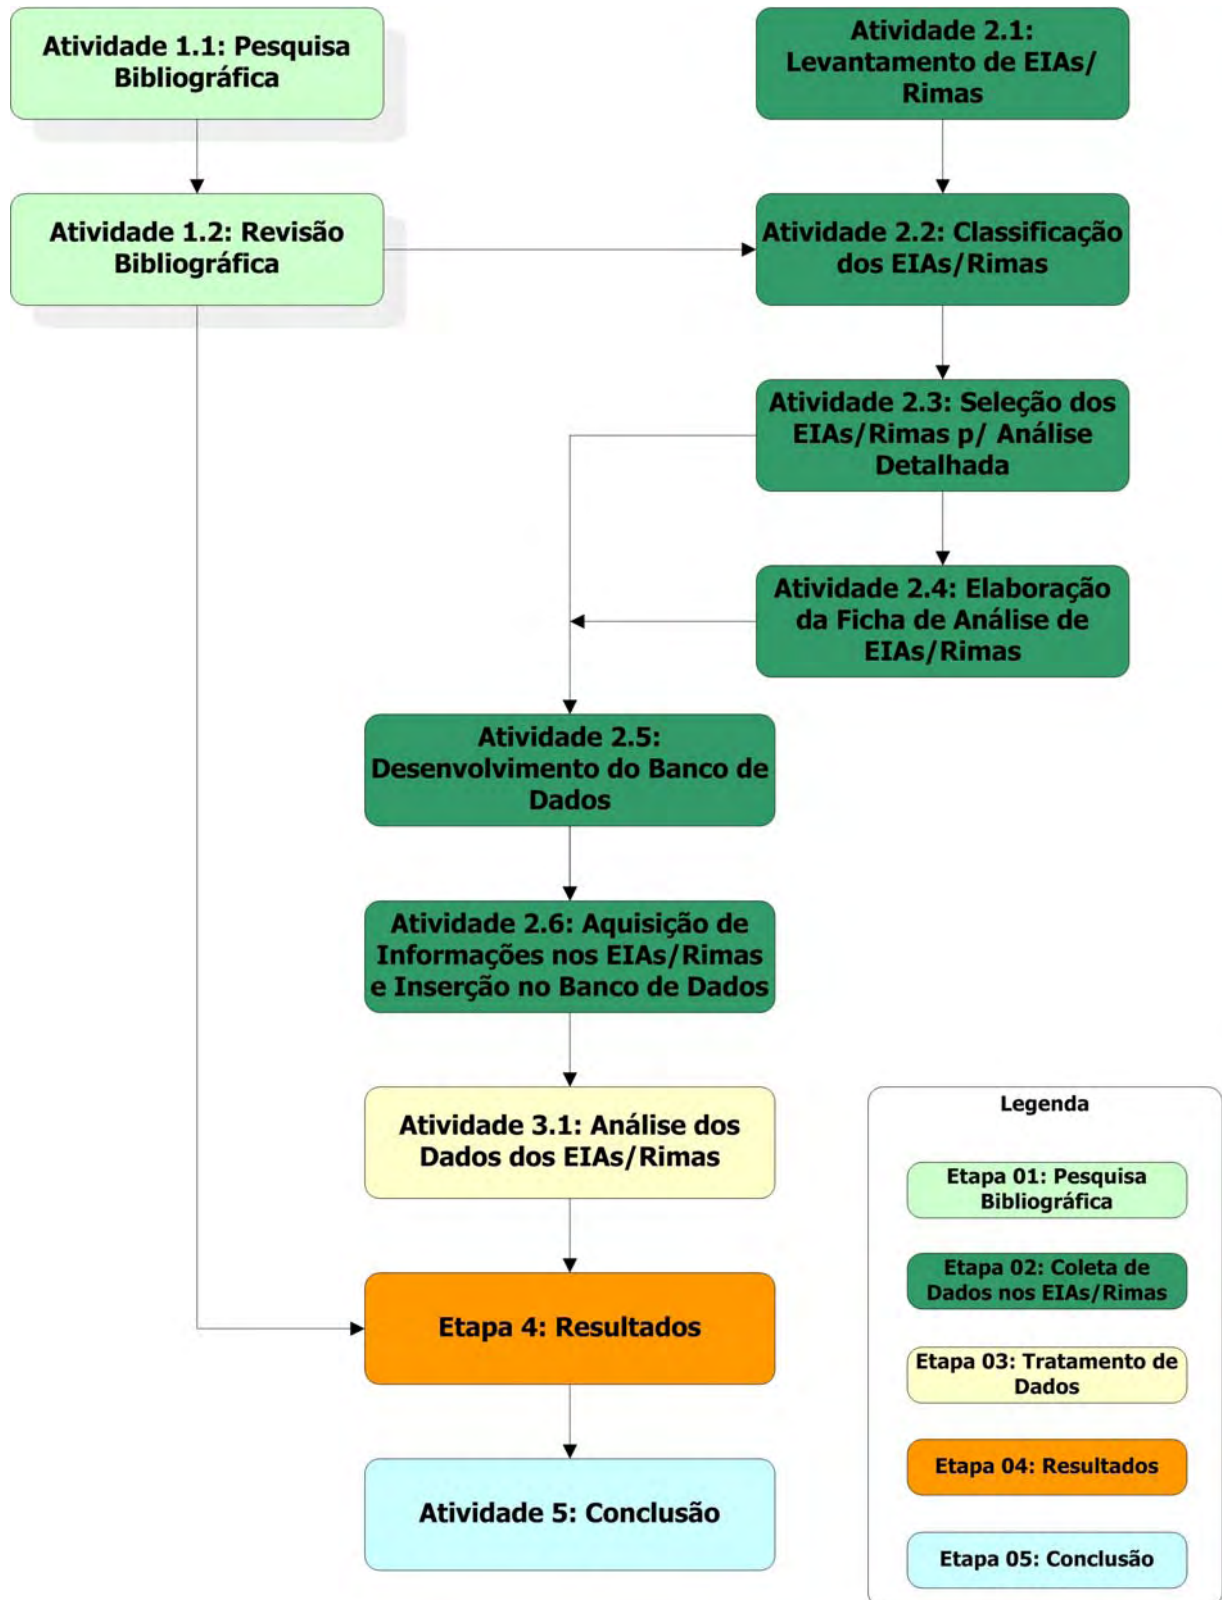 Atividade 1.1: Pesquisa
Bibliográfica
Atividade 2.1:
Levantamento de EIAs/
Rimas
Atividade 1.2: Revisão
Bibliográfica
Atividade 2.2: Classificação
dos EIAs/Rimas
Atividade 2.3: Seleção dos
EIAs/Rimas p/ Análise
Detalhada
Atividade 2.4: Elaboração
da Ficha de Análise de
EIAs/Rimas
Atividade 2.5:
Desenvolvimento do Banco de
Dados
Atividade 2.6: Aquisição de
Informações nos EIAs/Rimas
e Inserção no Banco de Dados
Atividade 3.1: Análise dos
Dados dos EIAs/Rimas
Etapa 4: Resultados
Atividade 5: Conclusão
Legenda
Etapa 01: Pesquisa
Bibliográfica
Etapa 02: Coleta de
Dados nos EIAs/Rimas
Etapa 03: Tratamento de
Dados
Etapa 04: Resultados
Etapa 05: Conclusão